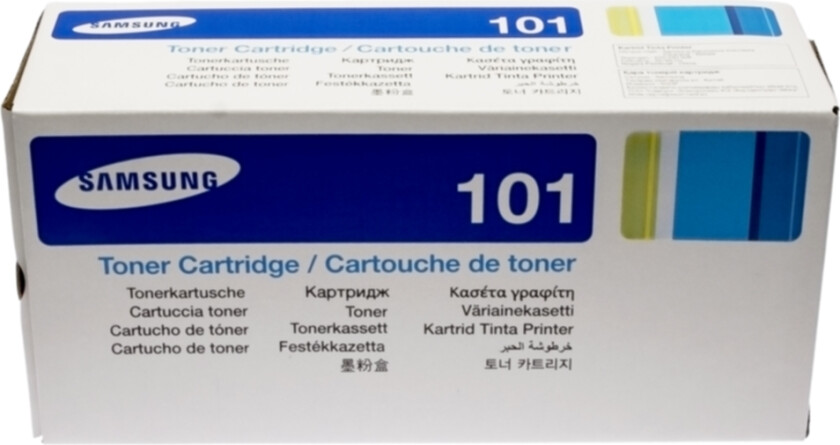 SAMSUNG
101
Toner Cartridge / Cartouche de toner
Tonerkartusche Картридж Κασέτα γραφίτη
Cartuccia toner Toner Väriainekasetti
Cartucho de tóner Tonerkassett Kartrid Tinta Printer
Cartucho de toner Festékkazetta خرطوشة الحبر
墨粉盒 토너 카트리지
SAMSUNG
101
Toner Cartridge / Cartouche de toner
Tonerkartusche Картридж Κασέτα γραφίτη
Cartuccia toner Toner Väriainekasetti
Cartucho de tóner Tonerkassett Kartrid Tinta Printer
Cartucho de toner Festékkazetta خرطوشة الحبر
墨粉盒 토너 카트리지